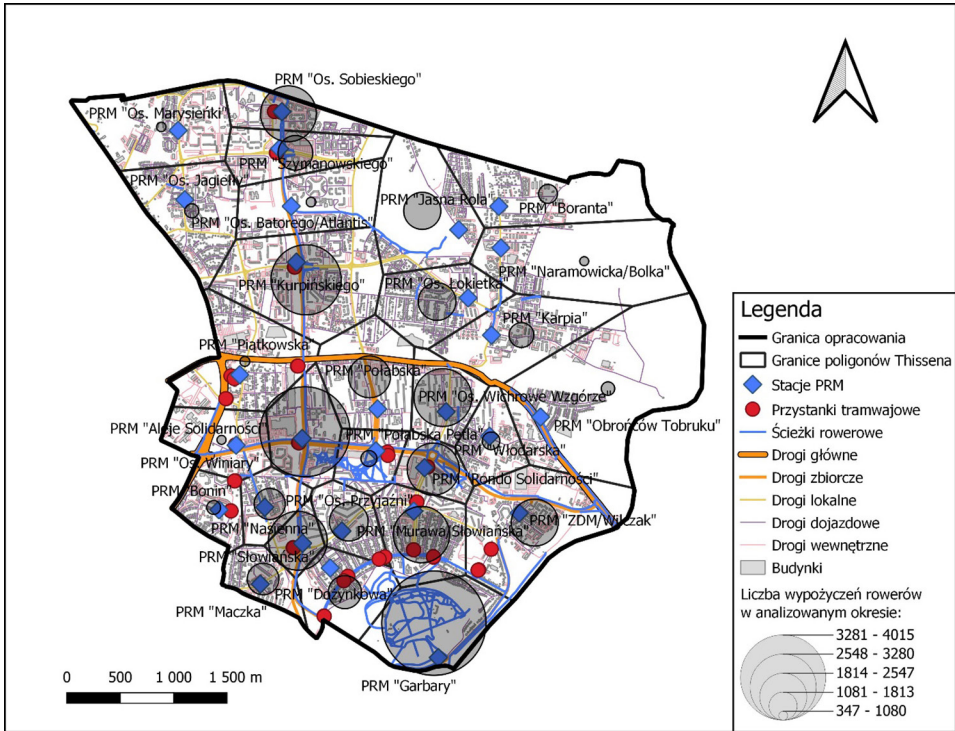 PRM "Os. Sobieskiego"
PRM "Os. Marysieńki"
PRM "Szymanowskiego"
PRM "Os. Jagiełły"
PRM "Jasna Rola"
PRM "Boranta"
PRM "Os. Batorego/Atlantis"
PRM "Naramowicka/Bolka"
PRM "Kurpińskiego"
PRM "Os. Łokietka"
PRM "Karpia"
PRM "Piątkowska"
PRM "Połabska"
PRM "Os. Wichrowe Wzgórze"
PRM "Obrońców Tobruku"
PRM "Aleje Solidarności"
PRM "Połabska Pętla"
PRM "Włodarska"
PRM "Os. Winiary"
PRM "Rondo Solidarności"
PRM "Bonin"
PRM "Os. Przyjaźni"
PRM "Nasienna"
PRM "Murawa/Słowiańska"
PRM "ZDM/Wilczak"
PRM "Słowiańska"
PRM "Dożynkowa"
PRM "Maczka"
PRM "Garbary"
0 500 1 000 1 500 m
Legenda
Granica opracowania
Granice poligonów Thissena
Stacje PRM
Przystanki tramwajowe
Ścieżki rowerowe
Drogi główne
Drogi zbiorcze
Drogi lokalne
Drogi dojazdowe
Drogi wewnętrzne
Budynki
Liczba wypożyczeń rowerów
w analizowanym okresie:
3281 - 4015
2548 - 3280
1814 - 2547
1081 - 1813
347 - 1080